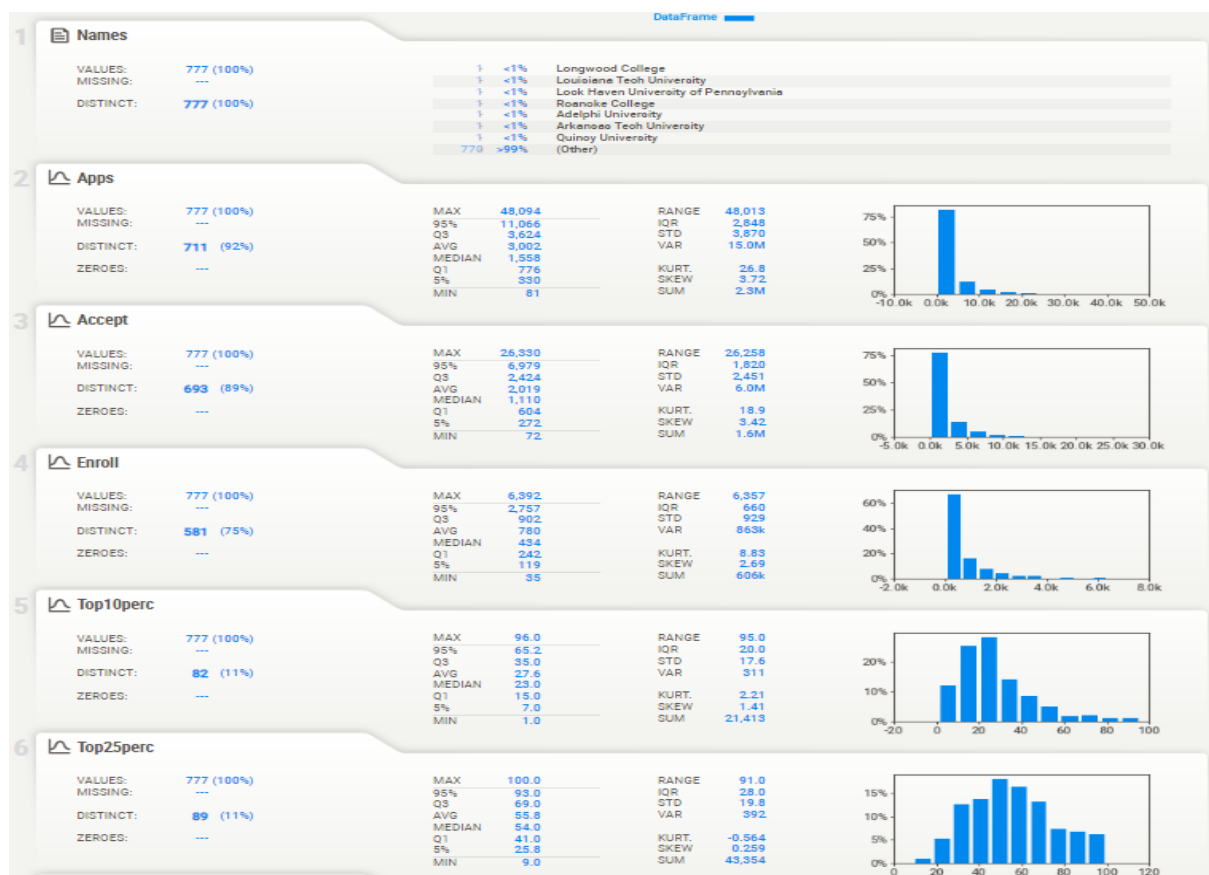 DataFrame
1 Names
VALUES: 777 (100%)
MISSING: ---
DISTINCT: 777 (100%)
1 <1% Longwood College
1 <1% Louisiana Tech University
1 <1% Lock Haven University of Pennsylvania
1 <1% Roanoke College
1 <1% Adelphi University
1 <1% Arkansas Tech University
1 <1% Quincy University
770 >99% (Other)
2 Apps
VALUES: 777 (100%)
MISSING: ---
DISTINCT: 711 (92%)
ZEROES: ---
MAX 48,094
95% 11,066
Q3 3,624
AVG 3,002
MEDIAN 1,558
Q1 776
5% 330
MIN 81
RANGE 48,013
IQR 2,848
STD 3,870
VAR 15.0M
KURT. 26.8
SKEW 3.72
SUM 2.3M
75%
50%
25%
0%
-10.0k 0.0k 10.0k 20.0k 30.0k 40.0k 50.0k
3 Accept
VALUES: 777 (100%)
MISSING: ---
DISTINCT: 693 (89%)
ZEROES: ---
MAX 26,330
95% 6,979
Q3 2,424
AVG 2,019
MEDIAN 1,110
Q1 604
5% 272
MIN 72
RANGE 26,258
IQR 1,820
STD 2,451
VAR 6.0M
KURT. 18.9
SKEW 3.42
SUM 1.6M
75%
50%
25%
0%
-5.0k 0.0k 5.0k 10.0k 15.0k 20.0k 25.0k 30.0k
4 Enroll
VALUES: 777 (100%)
MISSING: ---
DISTINCT: 581 (75%)
ZEROES: ---
MAX 6,392
95% 2,757
Q3 902
AVG 780
MEDIAN 434
Q1 242
5% 119
MIN 35
RANGE 6,357
IQR 660
STD 929
VAR 863k
KURT. 8.83
SKEW 2.69
SUM 606k
60%
40%
20%
0%
-2.0k 0.0k 2.0k 4.0k 6.0k 8.0k
5 Top10perc
VALUES: 777 (100%)
MISSING: ---
DISTINCT: 82 (11%)
ZEROES: ---
MAX 96.0
95% 65.2
Q3 35.0
AVG 27.6
MEDIAN 23.0
Q1 15.0
5% 7.0
MIN 1.0
RANGE 95.0
IQR 20.0
STD 17.6
VAR 311
KURT. 2.21
SKEW 1.41
SUM 21,413
20%
10%
0%
-20 0 20 40 60 80 100
6 Top25perc
VALUES: 777 (100%)
MISSING: ---
DISTINCT: 89 (11%)
ZEROES: ---
MAX 100.0
95% 93.0
Q3 69.0
AVG 55.8
MEDIAN 54.0
Q1 41.0
5% 25.8
MIN 9.0
RANGE 91.0
IQR 28.0
STD 19.8
VAR 392
KURT. -0.564
SKEW 0.259
SUM 43,354
15%
10%
5%
0%
0 20 40 60 80 100 120